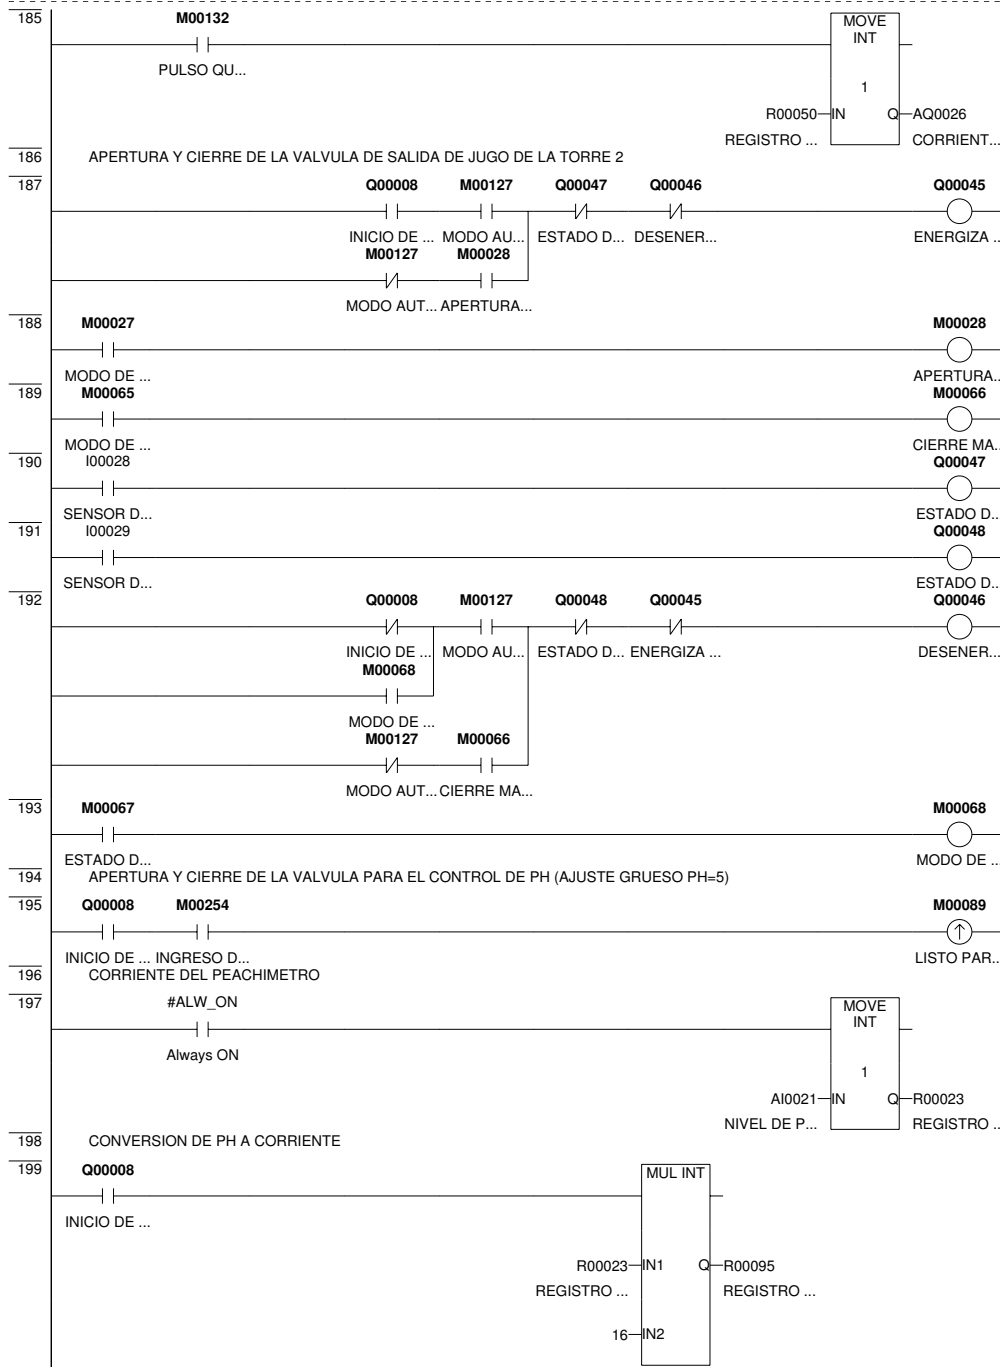 185 M00132 MOVE
INT
PULSO QU...
1
R00050 IN Q AQ0026
REGISTRO ... CORRIENT...
186 APERTURA Y CIERRE DE LA VALVULA DE SALIDA DE JUGO DE LA TORRE 2
187 Q00008 M00127 Q00047 Q00046 Q00045
INICIO DE ... MODO AU... ESTADO D... DESENER... ENERGIZA ...
M00127 M00028
MODO AUT... APERTURA...
188 M00027 M00028
MODO DE ... APERTURA...
189 M00065 M00066
MODO DE ... CIERRE MA...
190 I00028 Q00047
SENSOR D... ESTADO D...
191 I00029 Q00048
SENSOR D... ESTADO D...
192 Q00008 M00127 Q00048 Q00045 Q00046
INICIO DE ... MODO AU... ESTADO D... ENERGIZA ... DESENER...
M00068
MODO DE ...
M00127 M00066
MODO AUT... CIERRE MA...
193 M00067 M00068
ESTADO D... MODO DE ...
194 APERTURA Y CIERRE DE LA VALVULA PARA EL CONTROL DE PH (AJUSTE GRUESO PH=5)
195 Q00008 M00254 M00089
INICIO DE ... INGRESO D... LISTO PAR...
196 CORRIENTE DEL PEACHIMETRO
197 #ALW_ON MOVE
INT
Always ON
1
AI0021 IN Q R00023
NIVEL DE P... REGISTRO ...
198 CONVERSION DE PH A CORRIENTE
199 Q00008 MUL INT
INICIO DE ...
R00023 IN1 Q R00095
REGISTRO ... REGISTRO ...
16 IN2